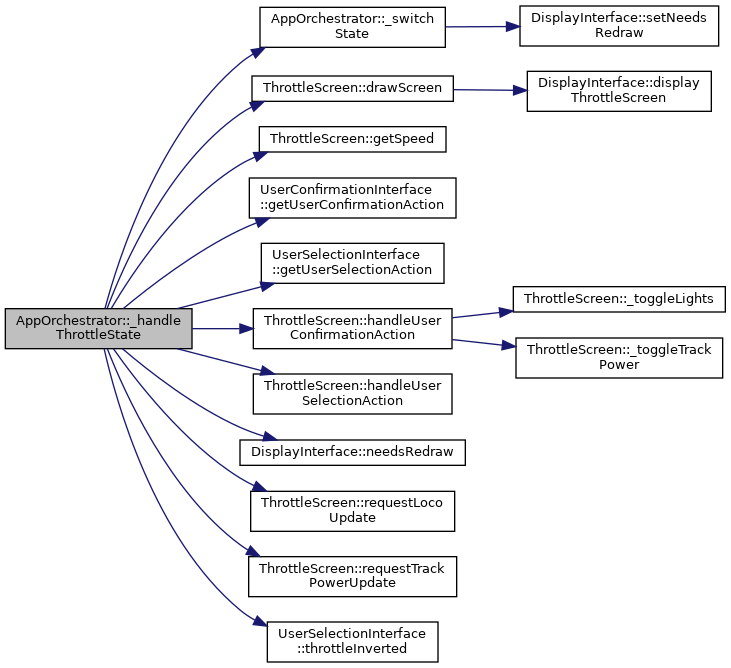 AppOrchestrator::_handle
ThrottleState
AppOrchestrator::_switch
State
DisplayInterface::setNeeds
Redraw
ThrottleScreen::drawScreen
DisplayInterface::display
ThrottleScreen
ThrottleScreen::getSpeed
UserConfirmationInterface
::getUserConfirmationAction
UserSelectionInterface
::getUserSelectionAction
ThrottleScreen::handleUser
ConfirmationAction
ThrottleScreen::_toggleLights
ThrottleScreen::_toggleTrack
Power
ThrottleScreen::handleUser
SelectionAction
DisplayInterface::needsRedraw
ThrottleScreen::requestLoco
Update
ThrottleScreen::requestTrack
PowerUpdate
UserSelectionInterface
::throttleInverted